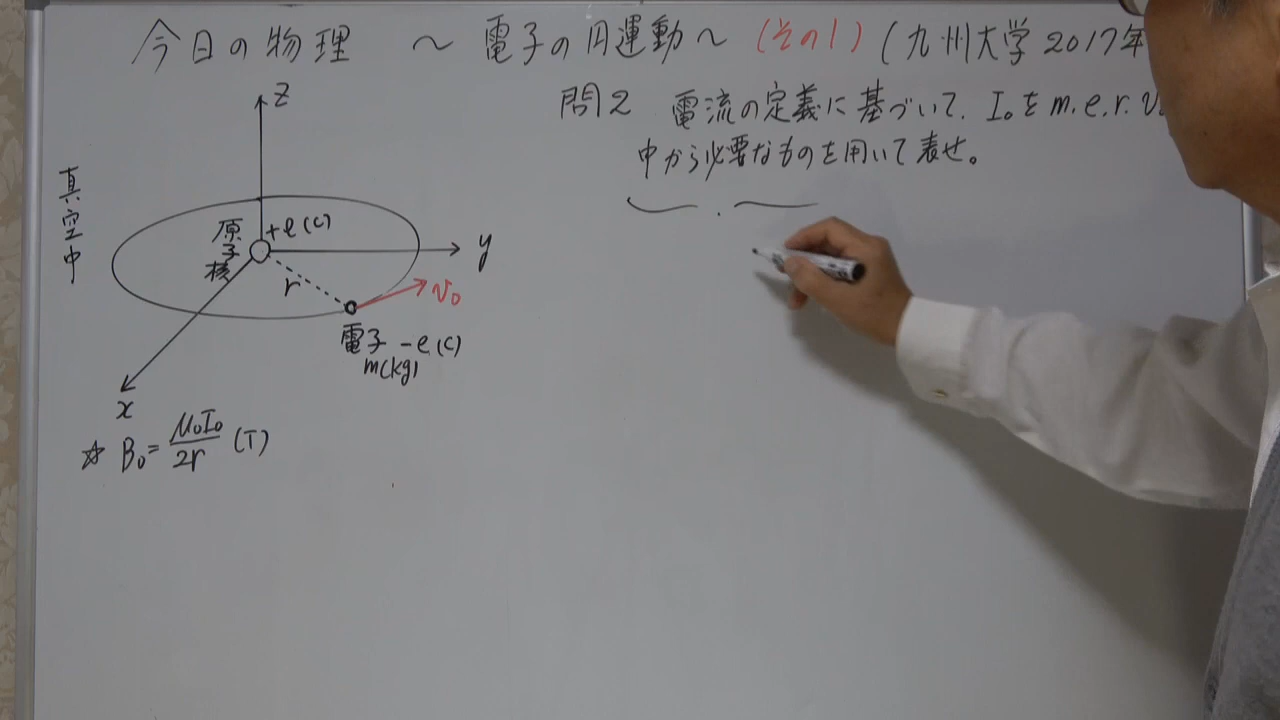 今日の物理 ～電子の円運動～ (その1) (九州大学 2017年
問2 電流の定義に基づいて、I₀をm.e.r.v
中から必要なものを用いて表せ。
z
真空中
原子核
+e(C)
y
r
v₀
電子 -e(C)
m(kg)
x
☆ B₀=μ₀I₀/2r (T)